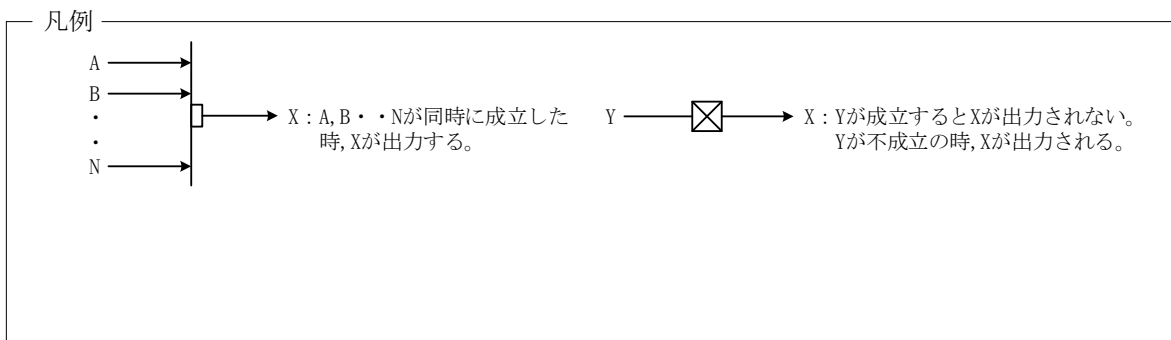 凡例
A
B
・
・
N
X：A,B・・Nが同時に成立した
時,Xが出力する。
Y
X：Yが成立するとXが出力されない。
Yが不成立の時,Xが出力される。